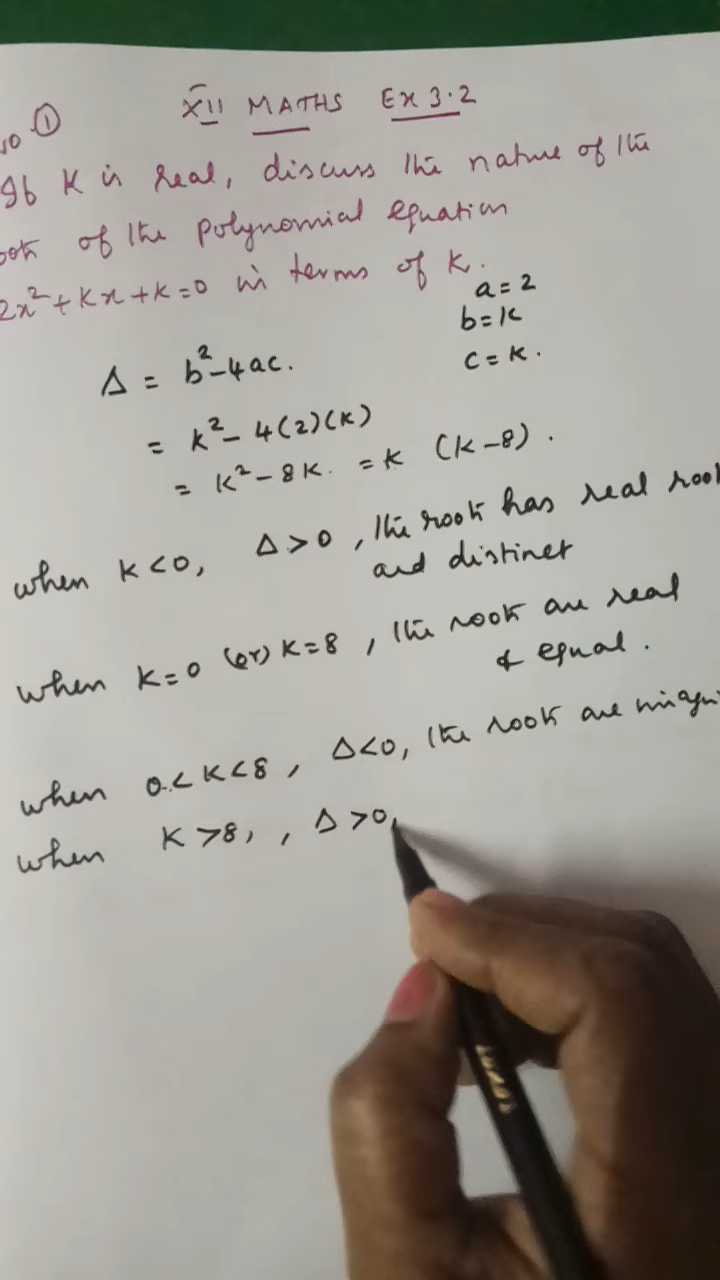 ①
XII MATHS Ex 3.2
If K is real, discuss the nature of the
of the polynomial equation
2x²+Kx+K=0 in terms of K.
a=2
b=K
c=K.
Δ = b²-4ac.
= K²- 4(2)(K)
= K²-8K. =K (K-8).
when K<0, Δ>0, the roots has real
and distinct
when K=0 (or) K=8, the roots are real
& equal.
when 0<K<8, Δ<0, the roots are
when K>8, , Δ>0,